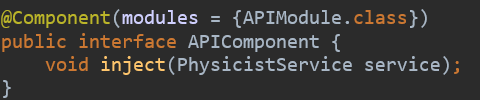 @Component(modules = {APIModule.class})
public interface APIComponent {
    void inject(PhysicistService service);
}